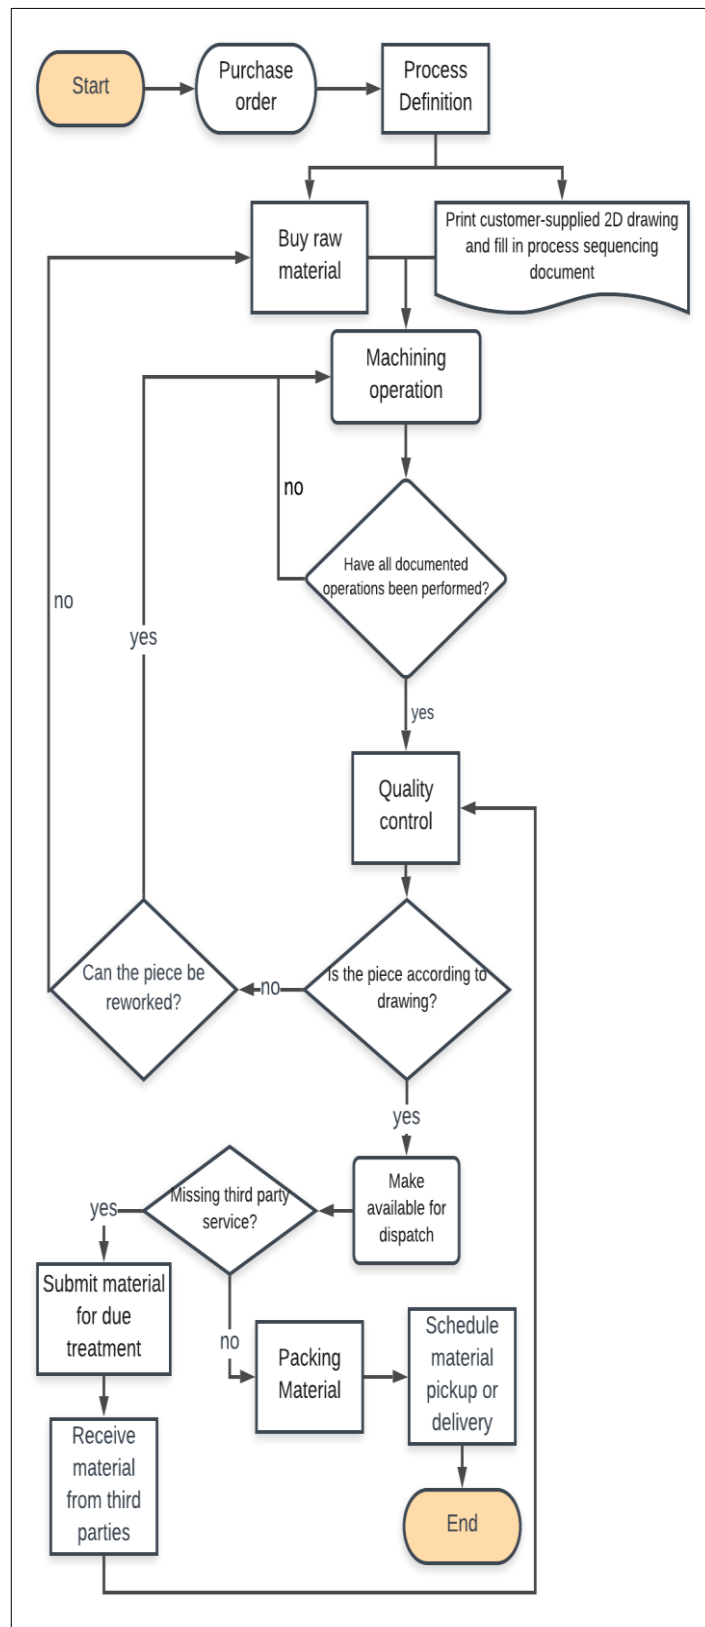 Start
Purchase
order
Process
Definition
Buy raw
material
Print customer-supplied 2D drawing
and fill in process sequencing
document
Machining
operation
no
Have all documented
operations been performed?
no
yes
yes
Quality
control
Can the piece be
reworked?
no
Is the piece according to
drawing?
yes
Missing third party
service?
Make
available for
dispatch
yes
Submit material
for due
treatment
no
Packing
Material
Schedule
material
pickup or
delivery
Receive
material
from third
parties
End